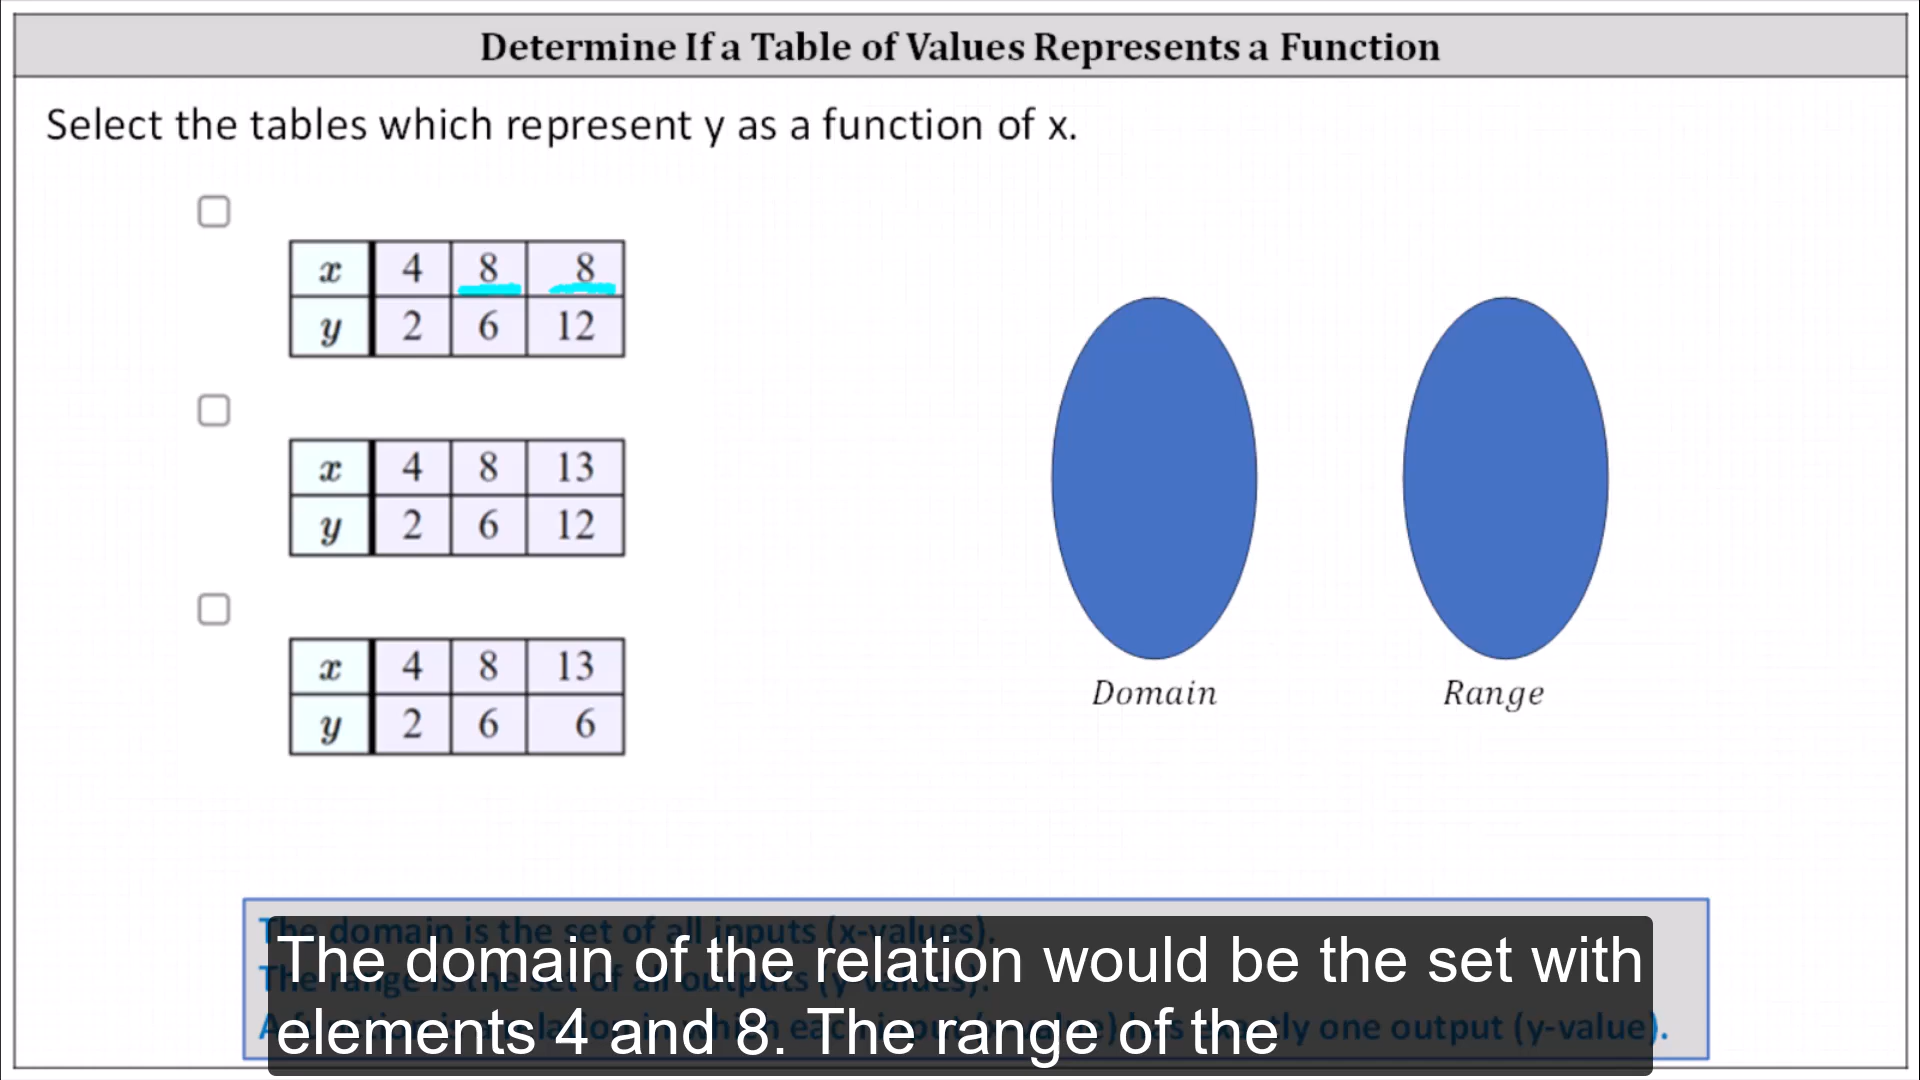 Determine If a Table of Values Represents a Function
Select the tables which represent y as a function of x.
x 4 8 8
y 2 6 12
x 4 8 13
y 2 6 12
x 4 8 13
y 2 6 6
Domain
Range
The domain is the set of all inputs (x-values).
The range is the set of all outputs (y-values).
exactly one output (y-value).
The domain of the relation would be the set with
elements 4 and 8. The range of the